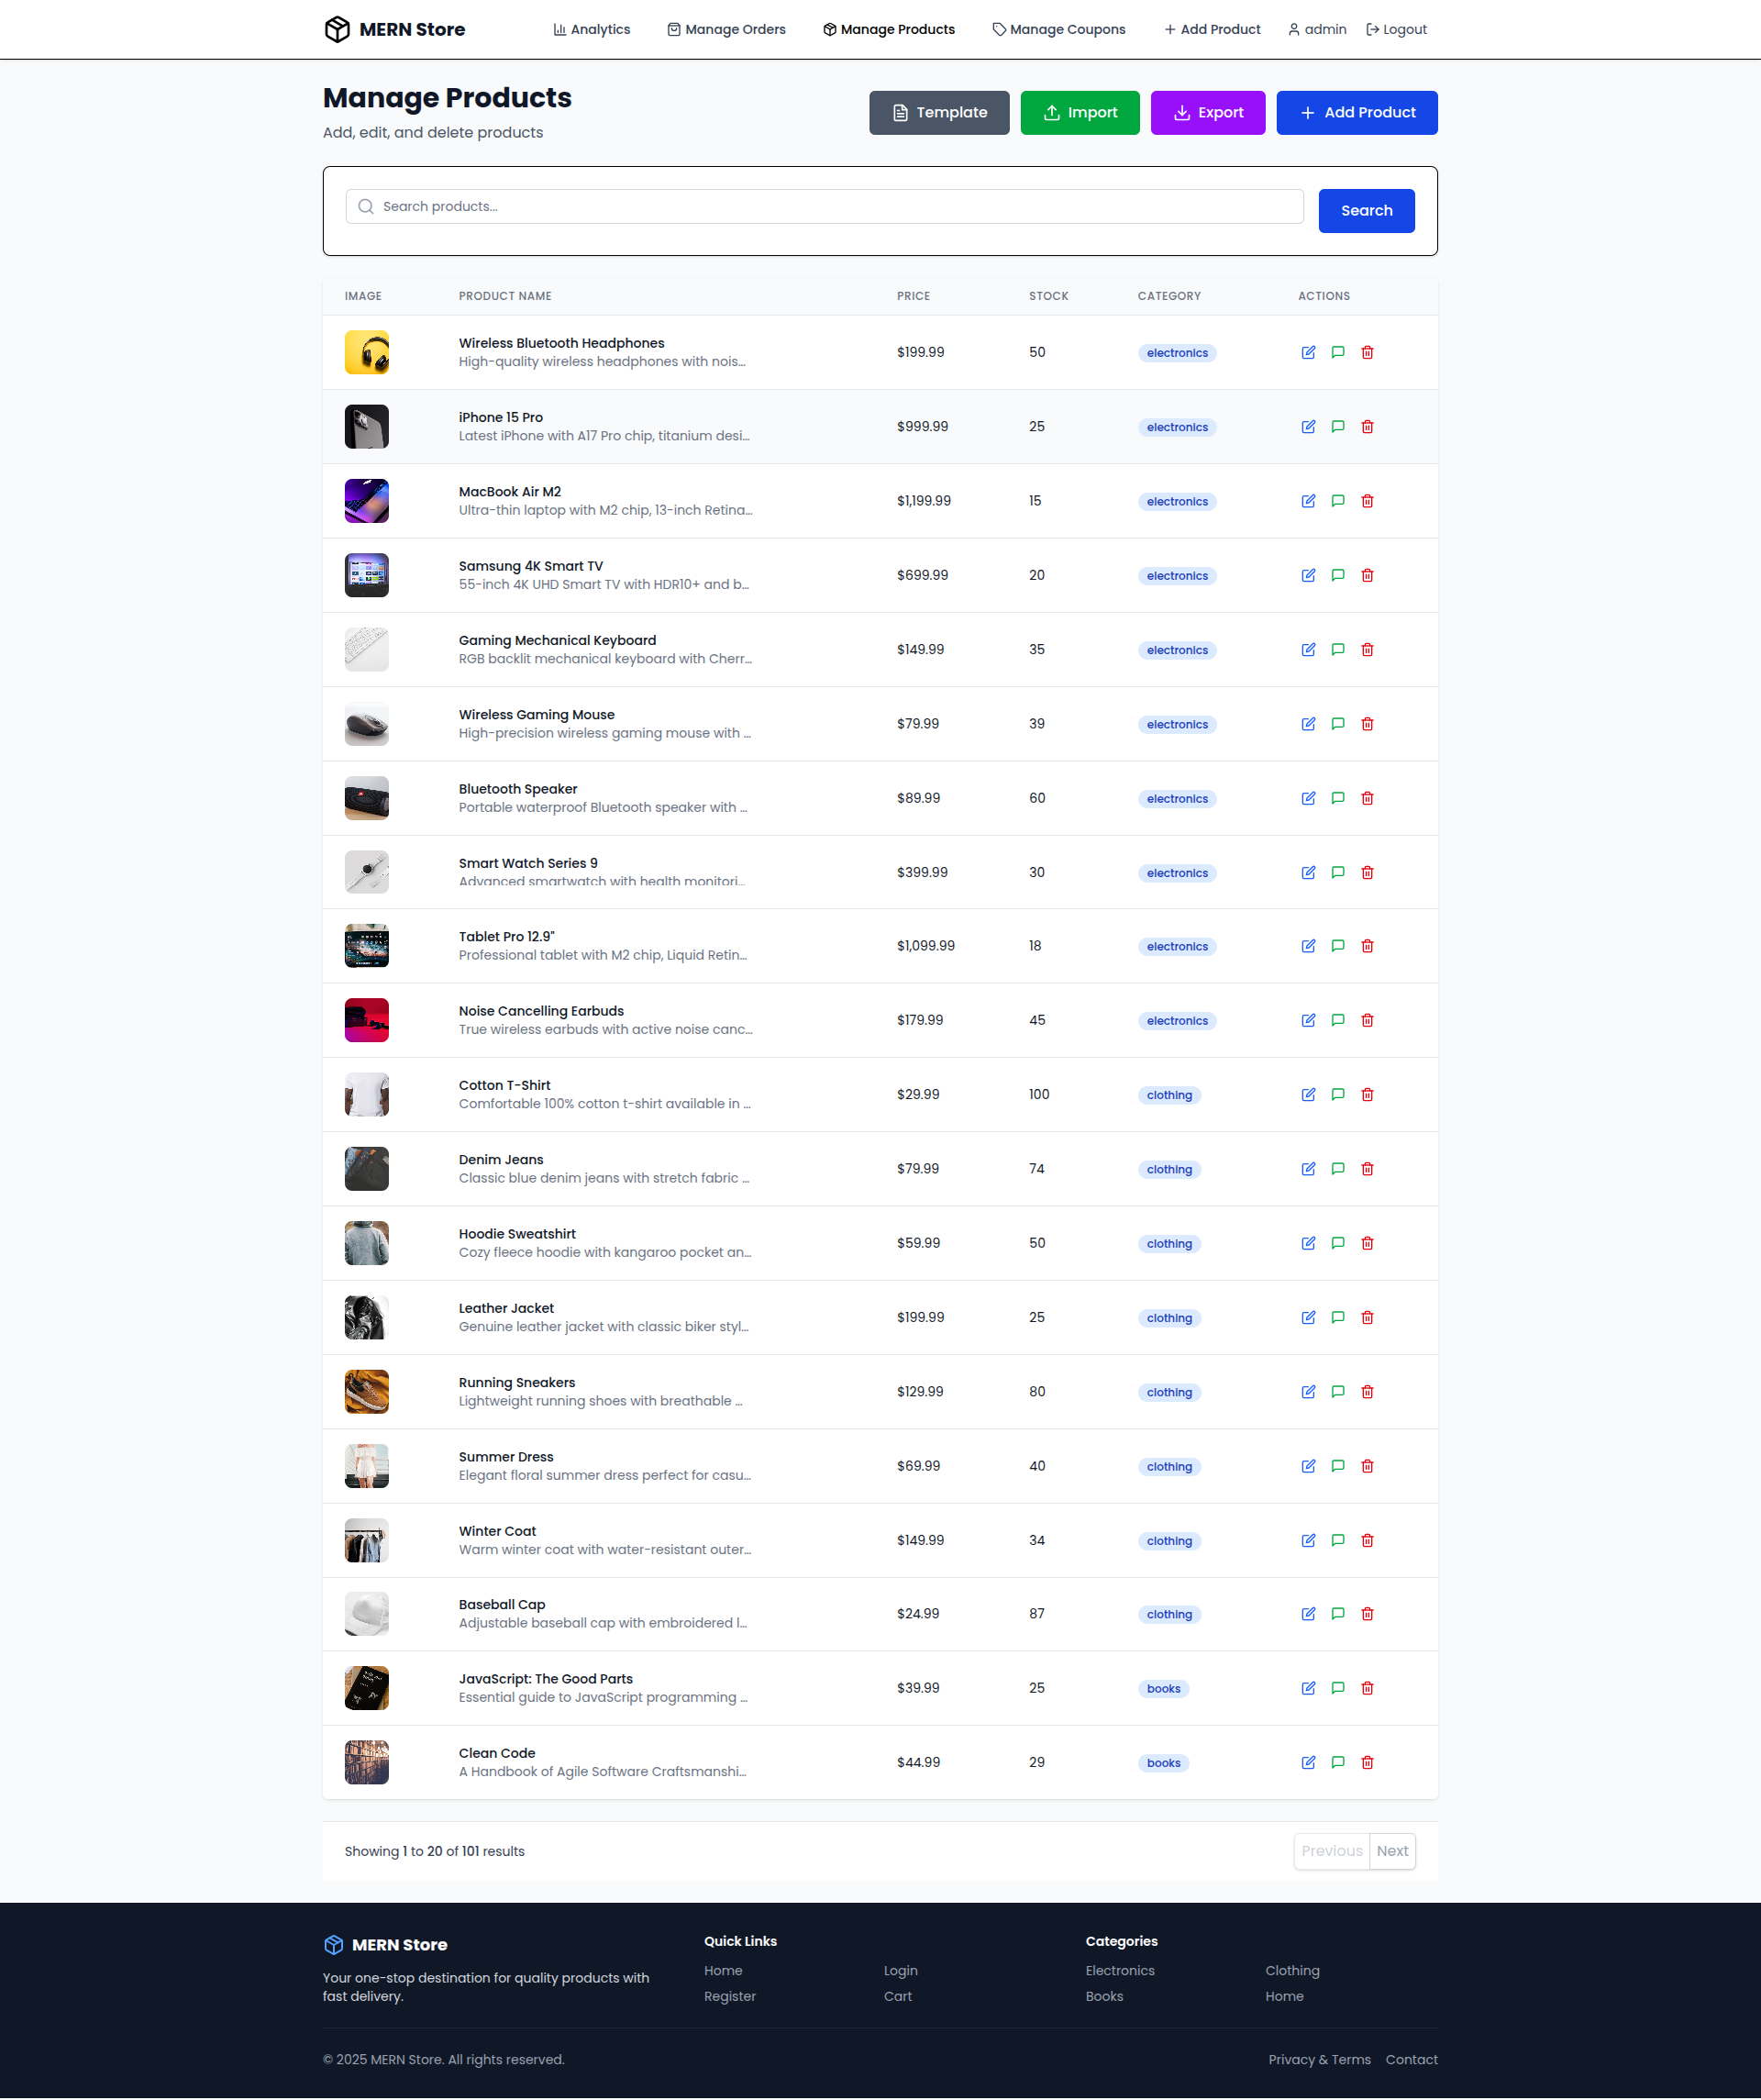 MERN Store
Analytics
Manage Orders
Manage Products
Manage Coupons
Add Product
admin
Logout
Manage Products
Add, edit, and delete products
Template
Import
Export
Add Product
Search products...
Search
IMAGE PRODUCT NAME PRICE STOCK CATEGORY ACTIONS
Wireless Bluetooth Headphones
High-quality wireless headphones with nois...
$199.99 50 electronics
iPhone 15 Pro
Latest iPhone with A17 Pro chip, titanium desi...
$999.99 25 electronics
MacBook Air M2
Ultra-thin laptop with M2 chip, 13-inch Retina...
$1,199.99 15 electronics
Samsung 4K Smart TV
55-inch 4K UHD Smart TV with HDR10+ and b...
$699.99 20 electronics
Gaming Mechanical Keyboard
RGB backlit mechanical keyboard with Cherr...
$149.99 35 electronics
Wireless Gaming Mouse
High-precision wireless gaming mouse with ...
$79.99 39 electronics
Bluetooth Speaker
Portable waterproof Bluetooth speaker with ...
$89.99 60 electronics
Smart Watch Series 9
Advanced smartwatch with health monitori...
$399.99 30 electronics
Tablet Pro 12.9"
Professional tablet with M2 chip, Liquid Retin...
$1,099.99 18 electronics
Noise Cancelling Earbuds
True wireless earbuds with active noise canc...
$179.99 45 electronics
Cotton T-Shirt
Comfortable 100% cotton t-shirt available in ...
$29.99 100 clothing
Denim Jeans
Classic blue denim jeans with stretch fabric ...
$79.99 74 clothing
Hoodie Sweatshirt
Cozy fleece hoodie with kangaroo pocket an...
$59.99 50 clothing
Leather Jacket
Genuine leather jacket with classic biker styl...
$199.99 25 clothing
Running Sneakers
Lightweight running shoes with breathable ...
$129.99 80 clothing
Summer Dress
Elegant floral summer dress perfect for casu...
$69.99 40 clothing
Winter Coat
Warm winter coat with water-resistant outer...
$149.99 34 clothing
Baseball Cap
Adjustable baseball cap with embroidered l...
$24.99 87 clothing
JavaScript: The Good Parts
Essential guide to JavaScript programming ...
$39.99 25 books
Clean Code
A Handbook of Agile Software Craftsmanshi...
$44.99 29 books
Showing 1 to 20 of 101 results
Previous Next
MERN Store
Your one-stop destination for quality products with
fast delivery.
Quick Links
Home Login
Register Cart
Categories
Electronics Clothing
Books Home
© 2025 MERN Store. All rights reserved.
Privacy & Terms Contact